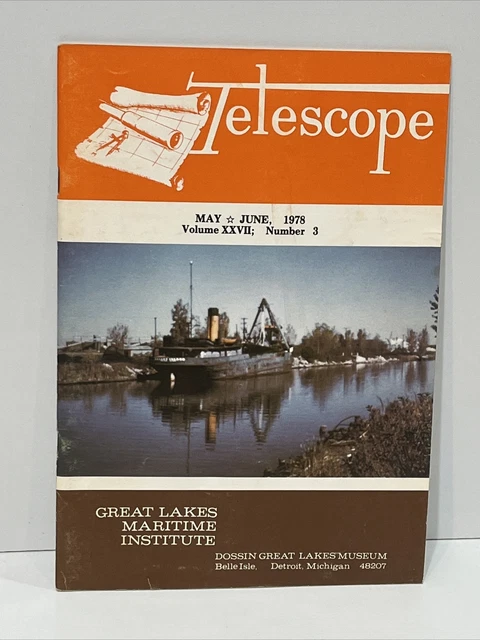 Telescope
MAY ☆ JUNE, 1978
Volume XXVII; Number 3
GREAT LAKES
MARITIME
INSTITUTE
DOSSIN GREAT LAKES MUSEUM
Belle Isle, Detroit, Michigan 48207